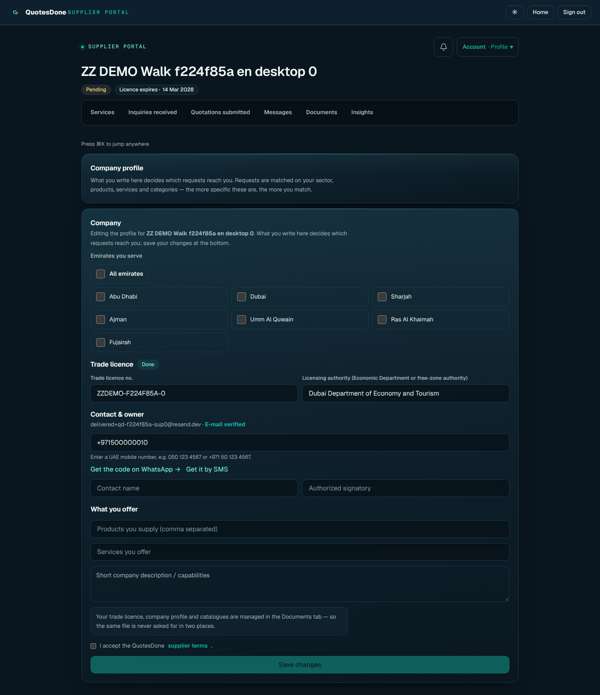 QuotesDone SUPPLIER PORTAL
Home
Sign out
SUPPLIER PORTAL
Account · Profile ▾
ZZ DEMO Walk f224f85a en desktop 0
Pending
Licence expires · 14 Mar 2028
Services
Inquiries received
Quotations submitted
Messages
Documents
Insights
Press ⌘K to jump anywhere
Company profile
What you write here decides which requests reach you. Requests are matched on your sector,
products, services and categories — the more specific these are, the more you match.
Company
Editing the profile for ZZ DEMO Walk f224f85a en desktop 0. What you write here decides which
requests reach you; save your changes at the bottom.
Emirates you serve
All emirates
Abu Dhabi
Dubai
Sharjah
Ajman
Umm Al Quwain
Ras Al Khaimah
Fujairah
Trade licence Done
Trade licence no.
Licensing authority (Economic Department or free-zone authority)
ZZDEMO-F224F85A-0
Dubai Department of Economy and Tourism
Contact & owner
delivered+qd-f224f85a-sup0@resend.dev · E-mail verified
+971500000010
Enter a UAE mobile number, e.g. 050 123 4567 or +971 50 123 4567.
Get the code on WhatsApp →
Get it by SMS
Contact name
Authorized signatory
What you offer
Products you supply (comma separated)
Services you offer
Short company description / capabilities
Your trade licence, company profile and catalogues are managed in the Documents tab — so
the same file is never asked for in two places.
I accept the QuotesDone supplier terms .
Save changes